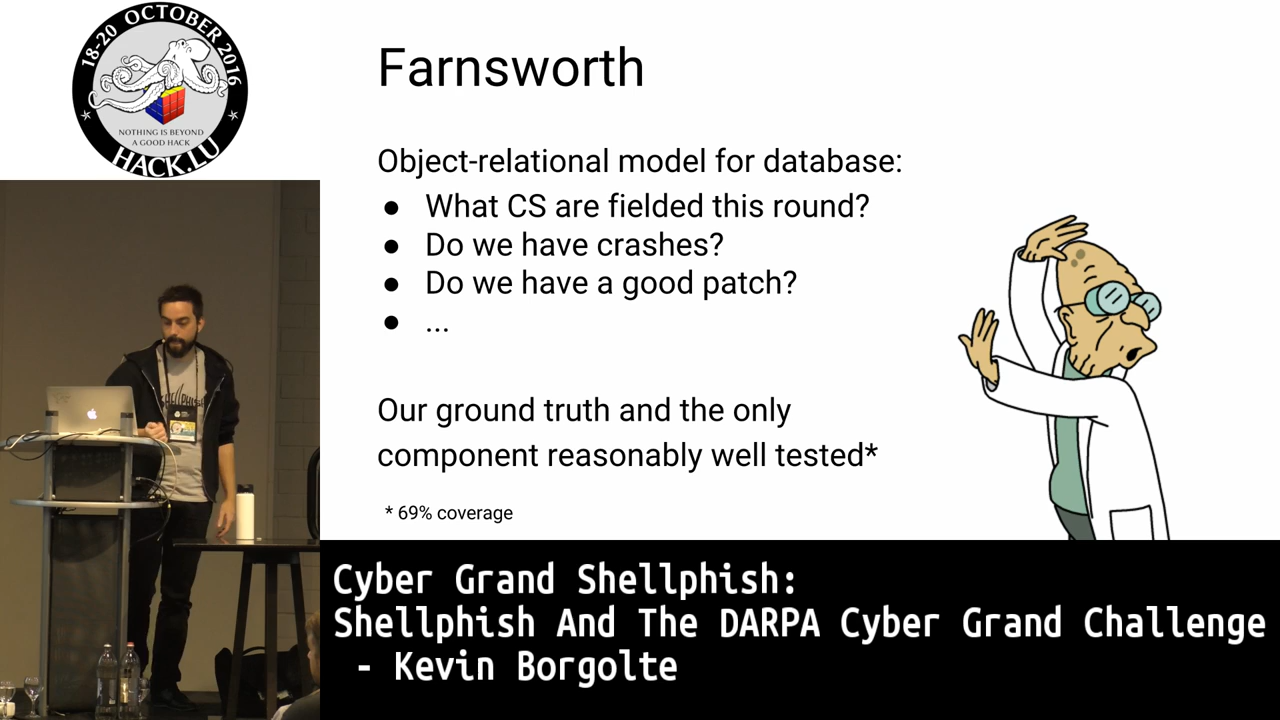 18-20 OCTOBER 2016
NOTHING IS BEYOND
A GOOD HACK
HACK.LU
Farnsworth
Object-relational model for database:
● What CS are fielded this round?
● Do we have crashes?
● Do we have a good patch?
● ...
Our ground truth and the only
component reasonably well tested*
* 69% coverage
Cyber Grand Shellphish:
Shellphish And The DARPA Cyber Grand Challenge
- Kevin Borgolte